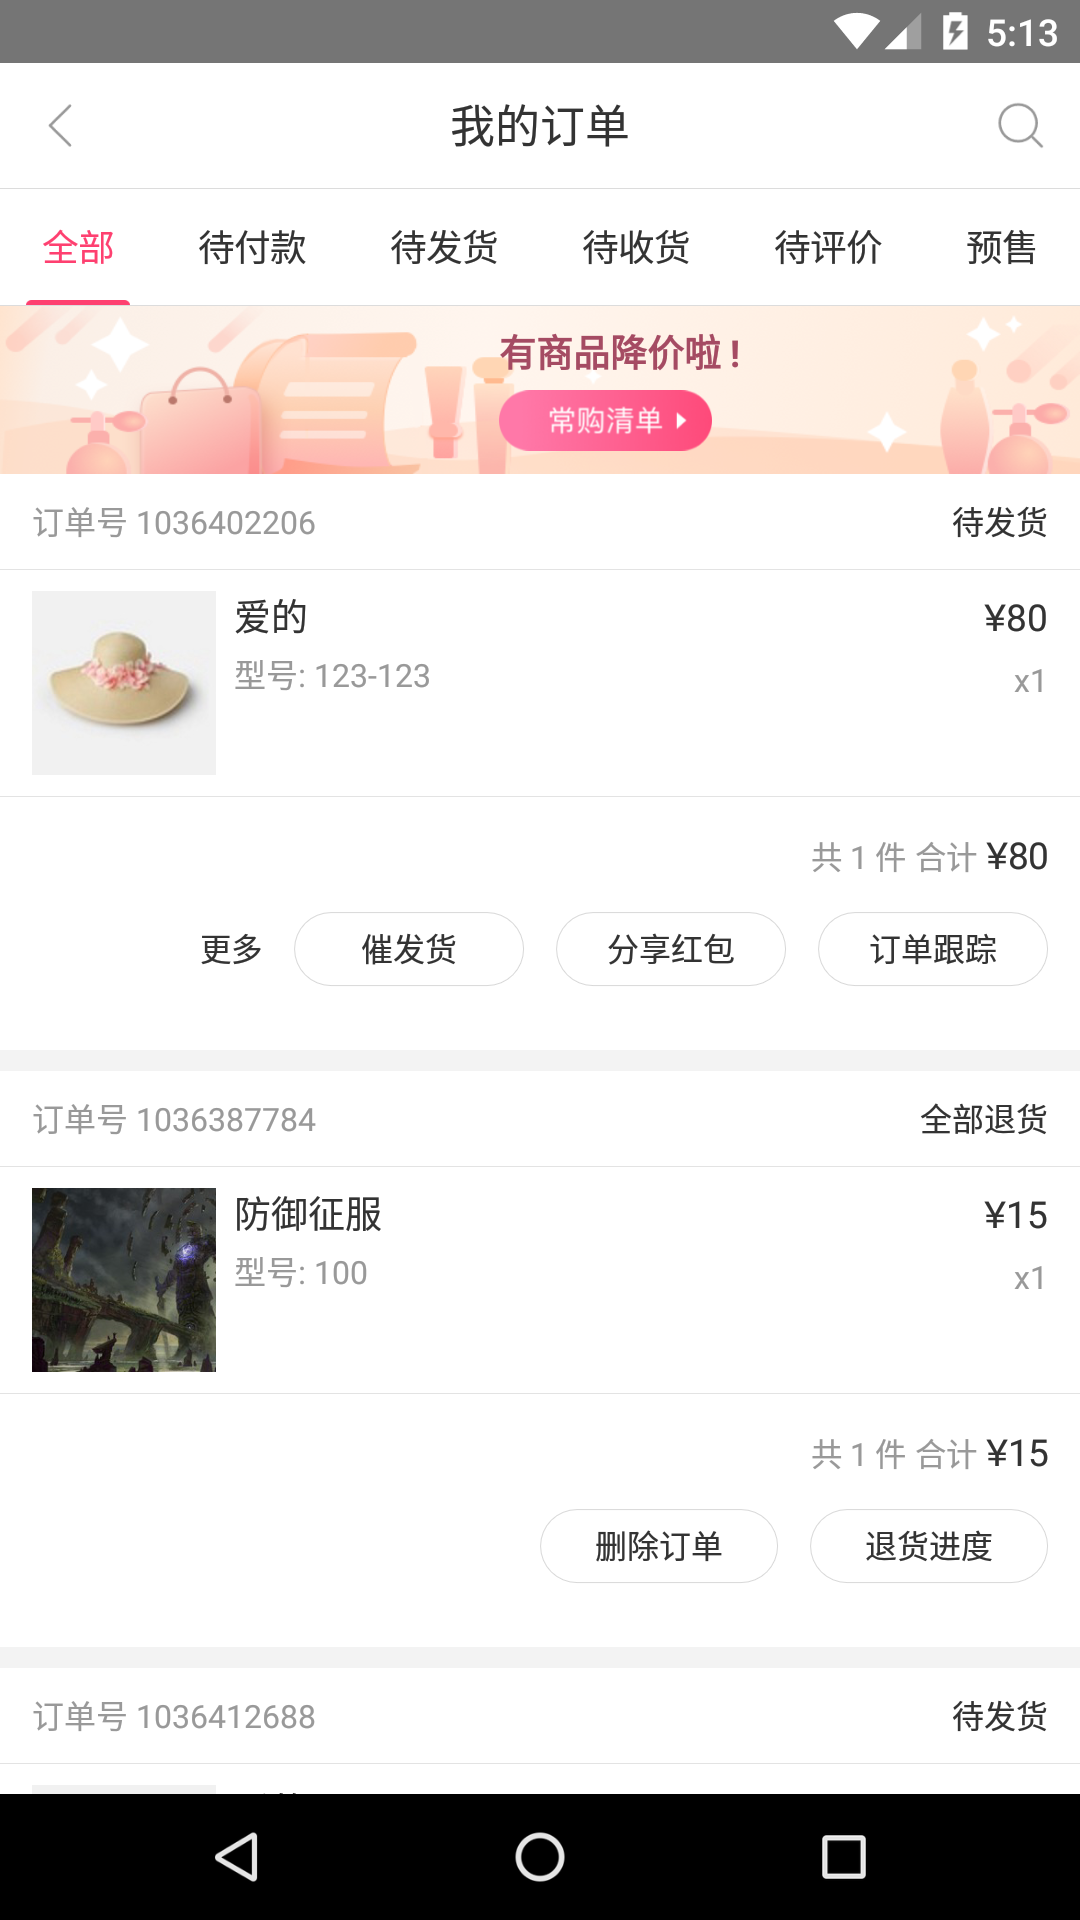 5:13
我的订单
全部 待付款 待发货 待收货 待评价 预售
有商品降价啦！
常购清单
订单号 1036402206 待发货
爱的 ¥80
型号: 123-123 x1
共 1 件 合计 ¥80
更多 催发货 分享红包 订单跟踪
订单号 1036387784 全部退货
防御征服 ¥15
型号: 100 x1
共 1 件 合计 ¥15
删除订单 退货进度
订单号 1036412688 待发货